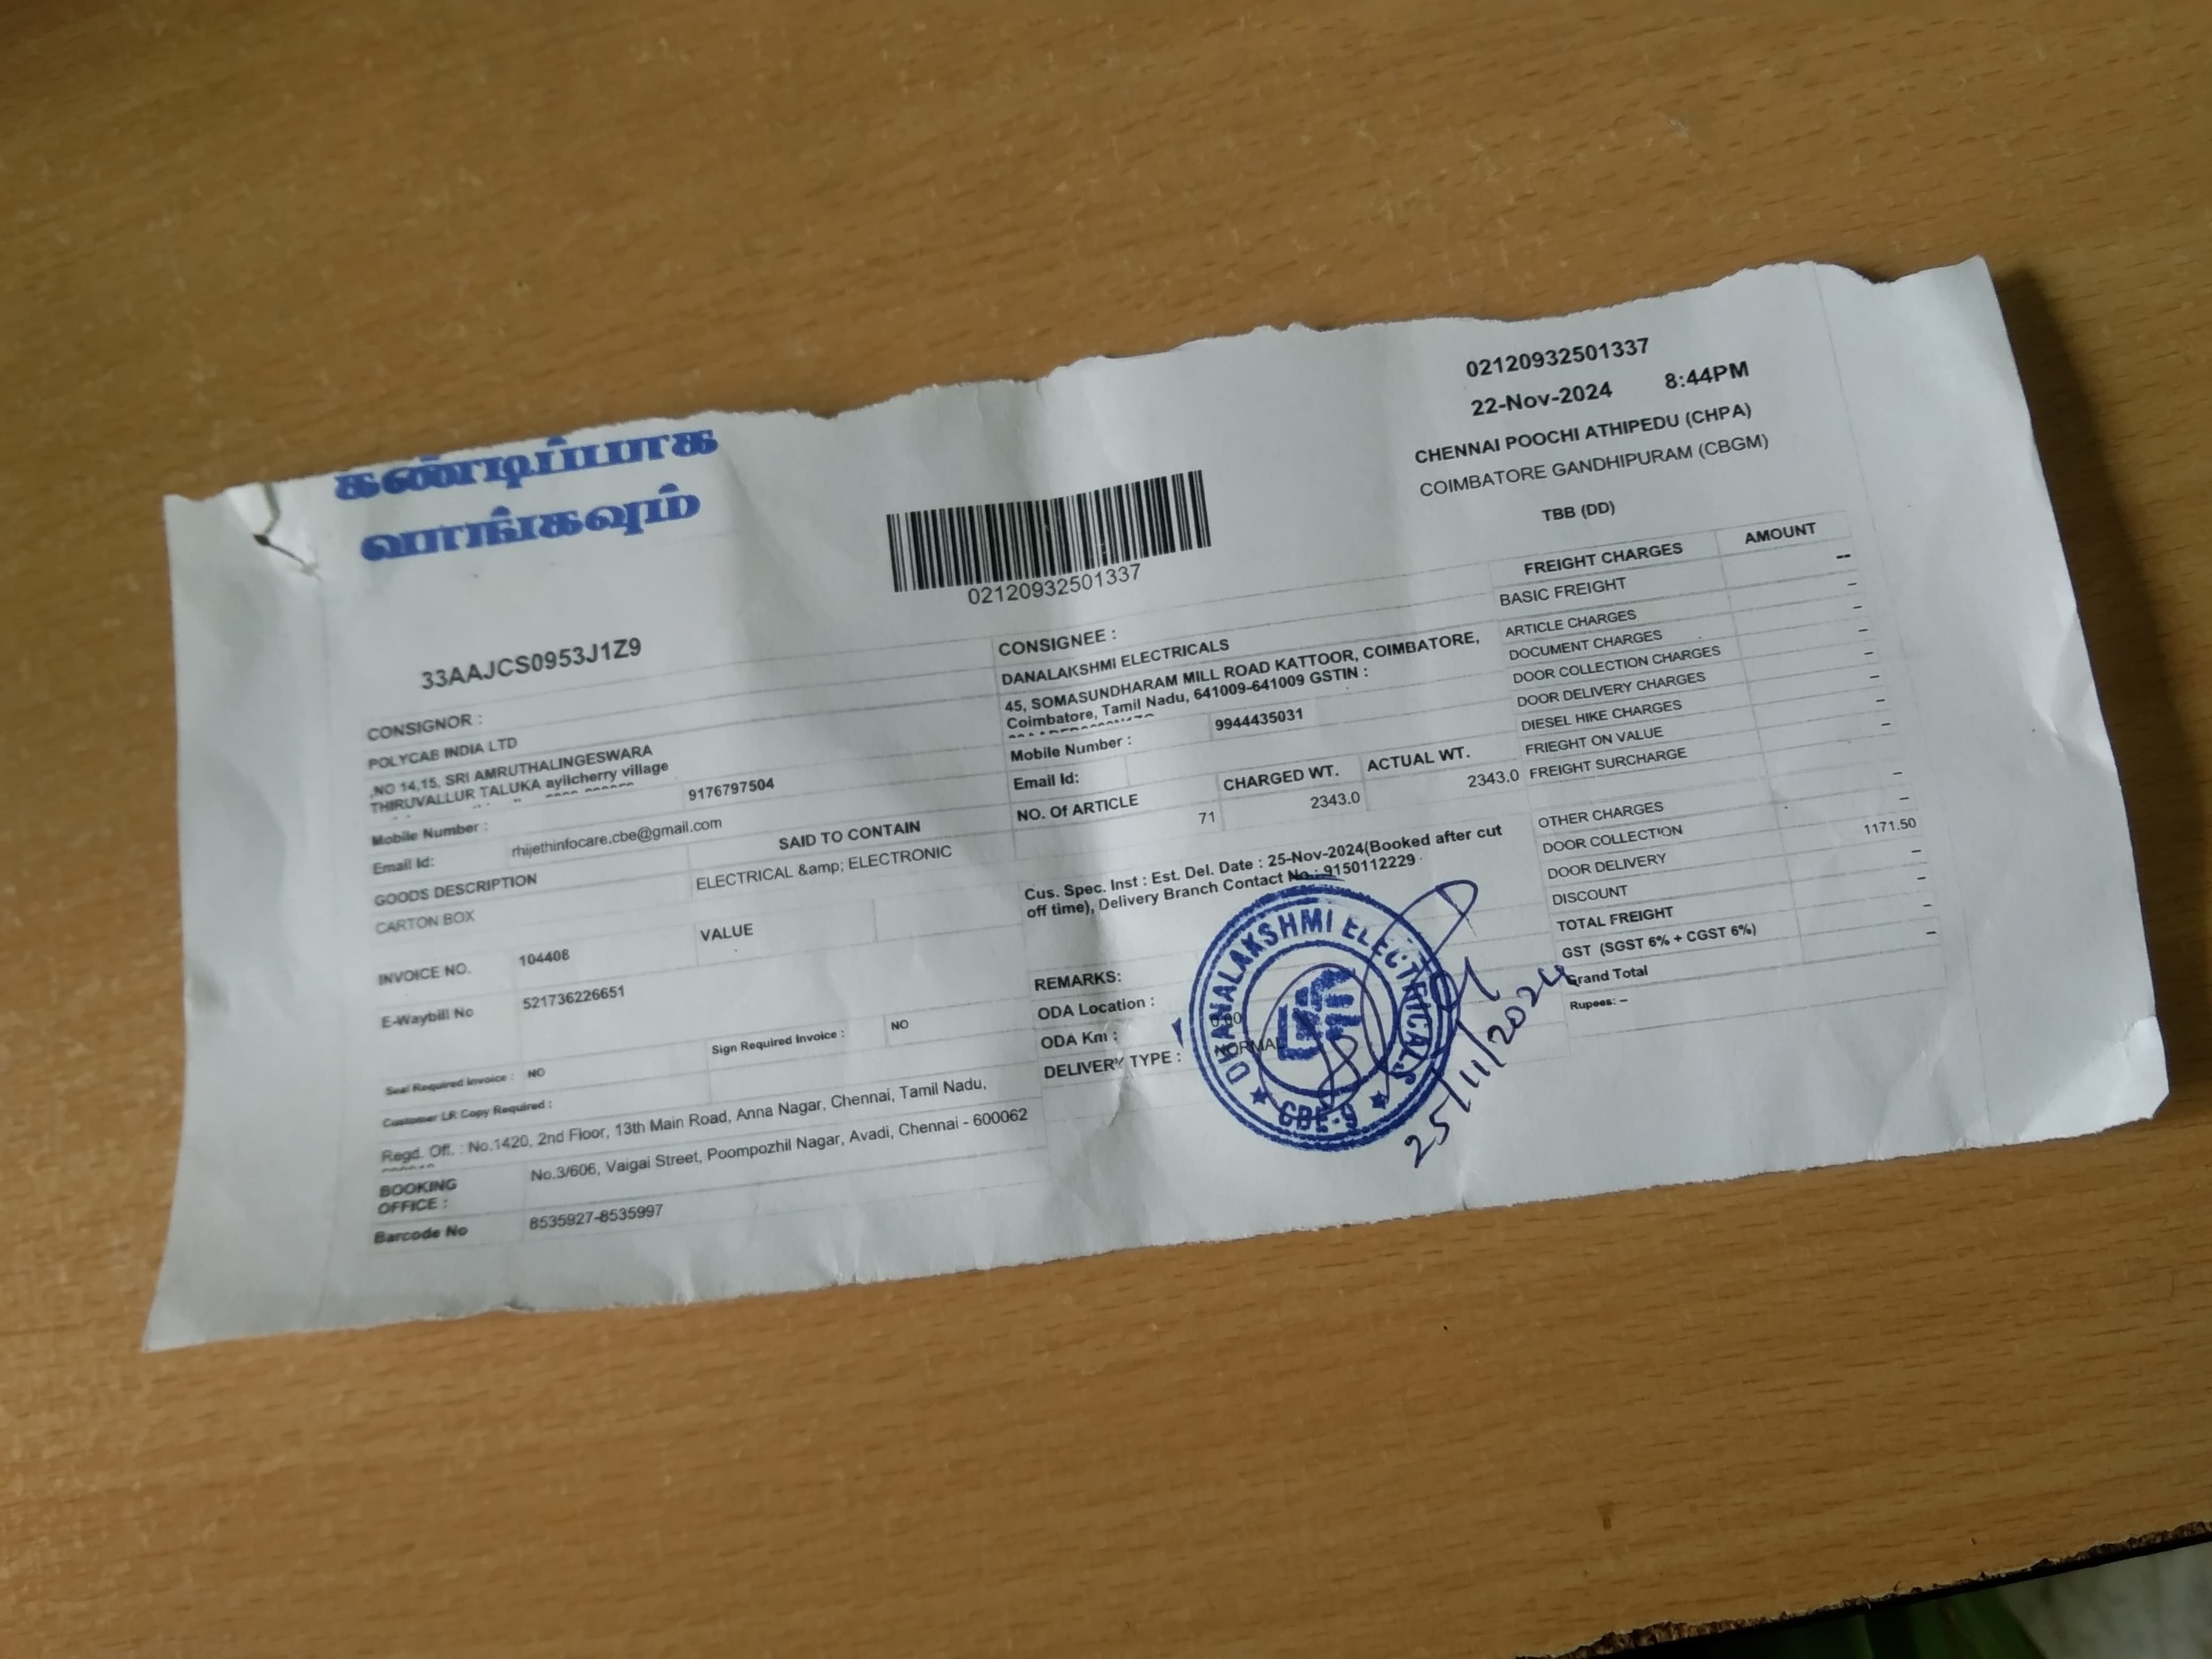 கண்டிப்பாக
வாங்கவும்
02120932501337
02120932501337
22-Nov-2024 8:44PM
CHENNAI POOCHI ATHIPEDU (CHPA)
COIMBATORE GANDHIPURAM (CBGM)
TBB (DD)
33AAJCS0953J1Z9
CONSIGNOR :
POLYCAB INDIA LTD
,NO 14,15, SRI AMRUTHALINGESWARA
THIRUVALLUR TALUKA ayilcherry village
Mobile Number : 9176797504
Email Id: rhijethinfocare.cbe@gmail.com
GOODS DESCRIPTION SAID TO CONTAIN
CARTON BOX ELECTRICAL &amp; ELECTRONIC
INVOICE NO. 104408 VALUE
E-Waybill No 521736226651
Seal Required Invoice : NO Sign Required Invoice : NO
Customer LR Copy Required :
Regd. Off. : No.1420, 2nd Floor, 13th Main Road, Anna Nagar, Chennai, Tamil Nadu,
BOOKING OFFICE : No.3/606, Vaigai Street, Poompozhil Nagar, Avadi, Chennai - 600062
Barcode No 8535927-8535997
CONSIGNEE :
DANALAKSHMI ELECTRICALS
45, SOMASUNDHARAM MILL ROAD KATTOOR, COIMBATORE,
Coimbatore, Tamil Nadu, 641009-641009 GSTIN :
Mobile Number : 9944435031
Email Id:
NO. Of ARTICLE CHARGED WT. ACTUAL WT.
71 2343.0 2343.0
Cus. Spec. Inst : Est. Del. Date : 25-Nov-2024(Booked after cut
off time), Delivery Branch Contact No.: 9150112229
REMARKS:
ODA Location :
ODA Km : 0.00
DELIVERY TYPE : NORMAL
DHANALAKSHMI ELECTRICALS
CBE-9
25/11/2024
FREIGHT CHARGES AMOUNT
BASIC FREIGHT --
ARTICLE CHARGES –
DOCUMENT CHARGES –
DOOR COLLECTION CHARGES –
DOOR DELIVERY CHARGES –
DIESEL HIKE CHARGES –
FRIEGHT ON VALUE –
FREIGHT SURCHARGE –
OTHER CHARGES –
DOOR COLLECTION –
DOOR DELIVERY 1171.50
DISCOUNT –
TOTAL FREIGHT –
GST (SGST 6% + CGST 6%) –
Grand Total –
Rupees: –